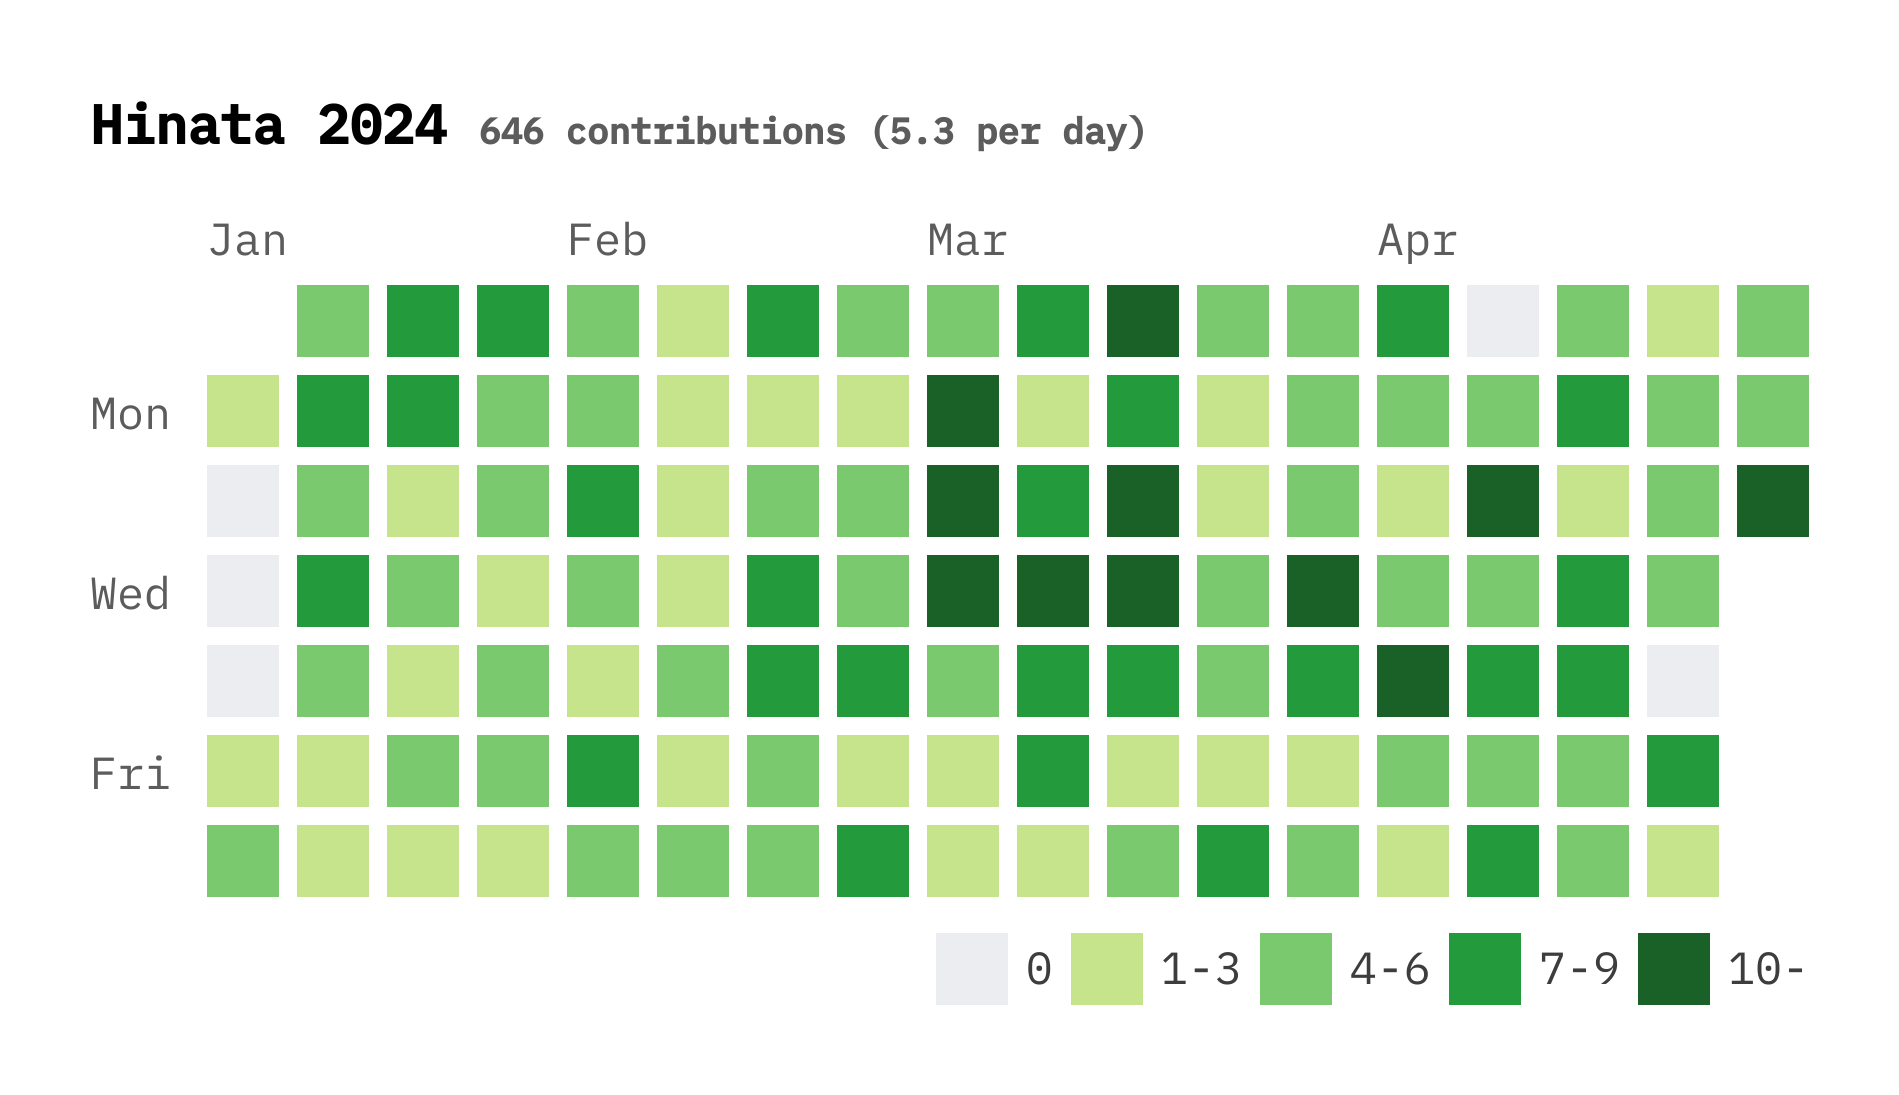 Hinata 2024 646 contributions (5.3 per day)
Jan Feb Mar Apr
Mon
Wed
Fri
0 1-3 4-6 7-9 10-